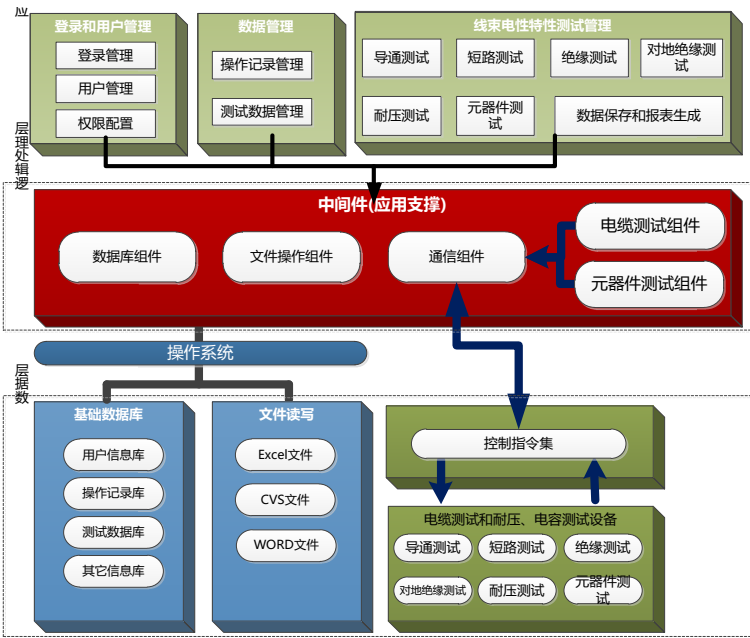 应
登录和用户管理
登录管理
用户管理
权限配置
数据管理
操作记录管理
测试数据管理
线束电性特性测试管理
导通测试
短路测试
绝缘测试
对地绝缘测
试
耐压测试
元器件测
试
数据保存和报表生成
层理处辑逻
中间件(应用支撑)
数据库组件
文件操作组件
通信组件
电缆测试组件
元器件测试组件
操作系统
层据数
基础数据库
用户信息库
操作记录库
测试数据库
其它信息库
文件读写
Excel文件
CVS文件
WORD文件
控制指令集
电缆测试和耐压、电容测试设备
导通测试
短路测试
绝缘测试
对地绝缘测试
耐压测试
元器件测
试